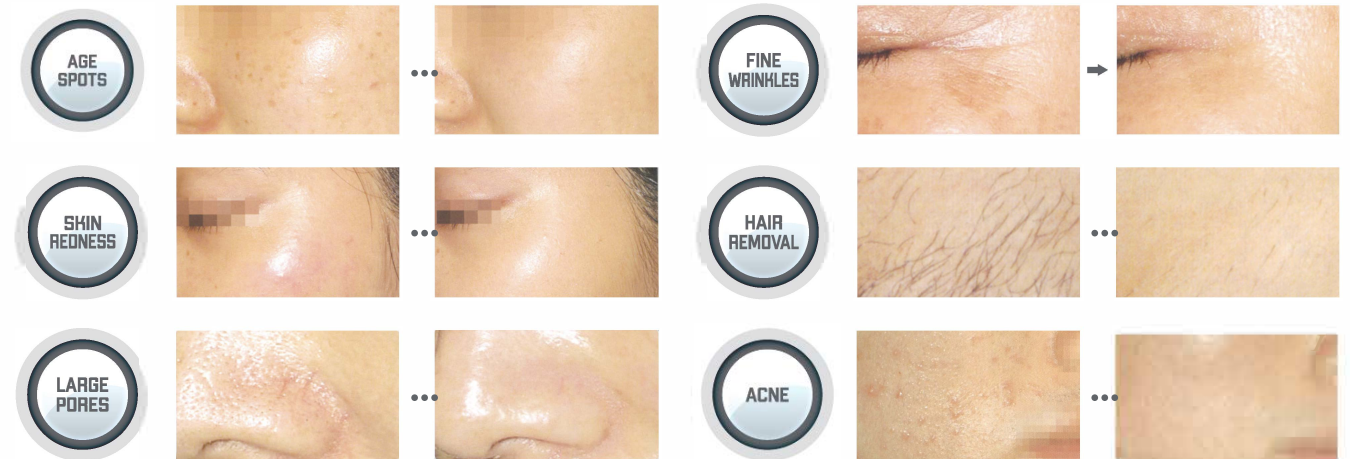 AGE
SPOTS
FINE
WRINKLES
SKIN
REDNESS
HAIR
REMOVAL
LARGE
PORES
ACNE